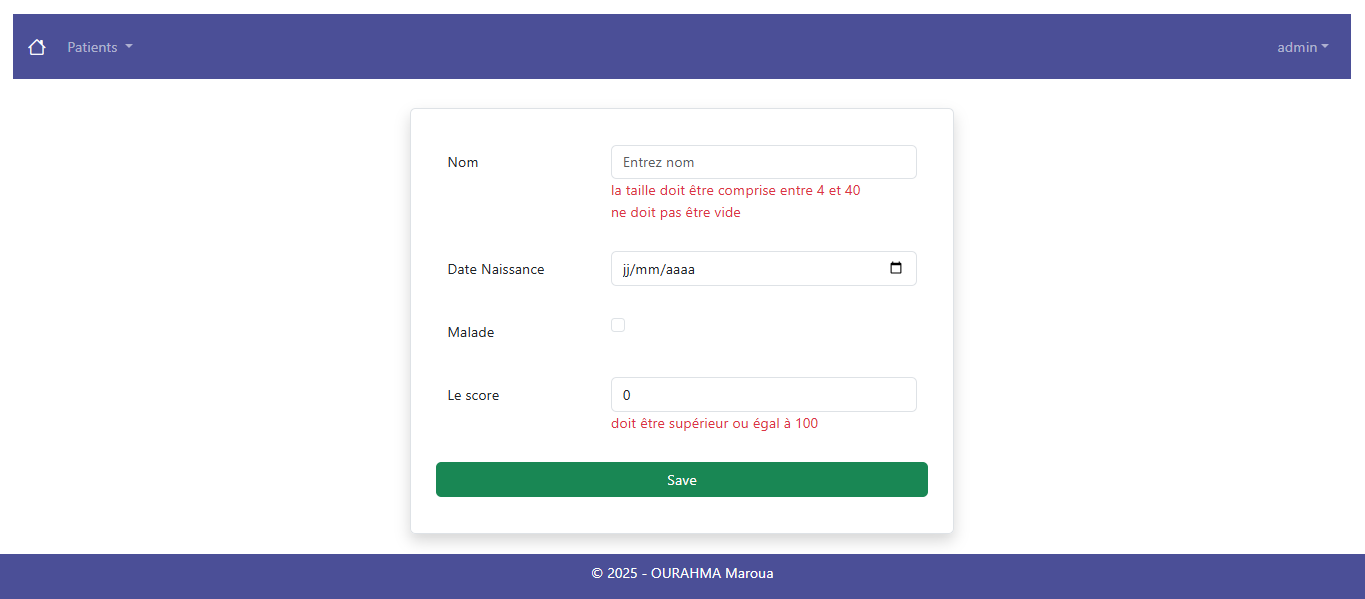 Patients
admin
Nom
Entrez nom
la taille doit être comprise entre 4 et 40
ne doit pas être vide
Date Naissance
jj/mm/aaaa
Malade
Le score
0
doit être supérieur ou égal à 100
Save
© 2025 - OURAHMA Maroua